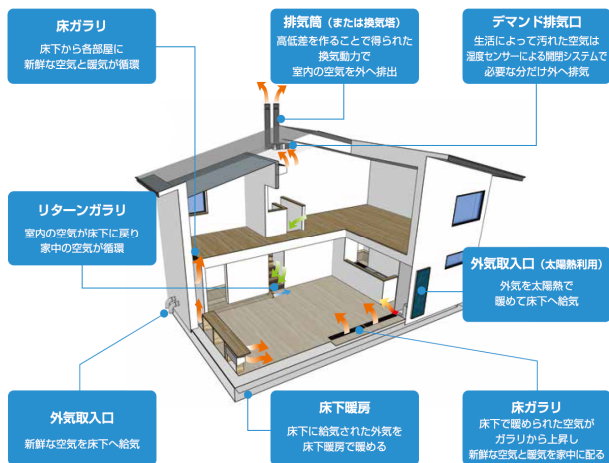 床ガラリ
床下から各部屋に
新鮮な空気と暖気が循環
排気筒（または換気塔）
高低差を作ることで得られた
換気動力で
室内の空気を外へ排出
デマンド排気口
生活によって汚れた空気は
湿度センサーによる開閉システムで
必要な分だけ外へ排気
リターンガラリ
室内の空気が床下に戻り
家中の空気が循環
外気取入口（太陽熱利用）
外気を太陽熱で
暖めて床下へ給気
外気取入口
新鮮な空気を床下へ給気
床下暖房
床下に給気された外気を
床下暖房で暖める
床ガラリ
床下で暖められた空気が
ガラリから上昇し
新鮮な空気と暖気を家中に配る